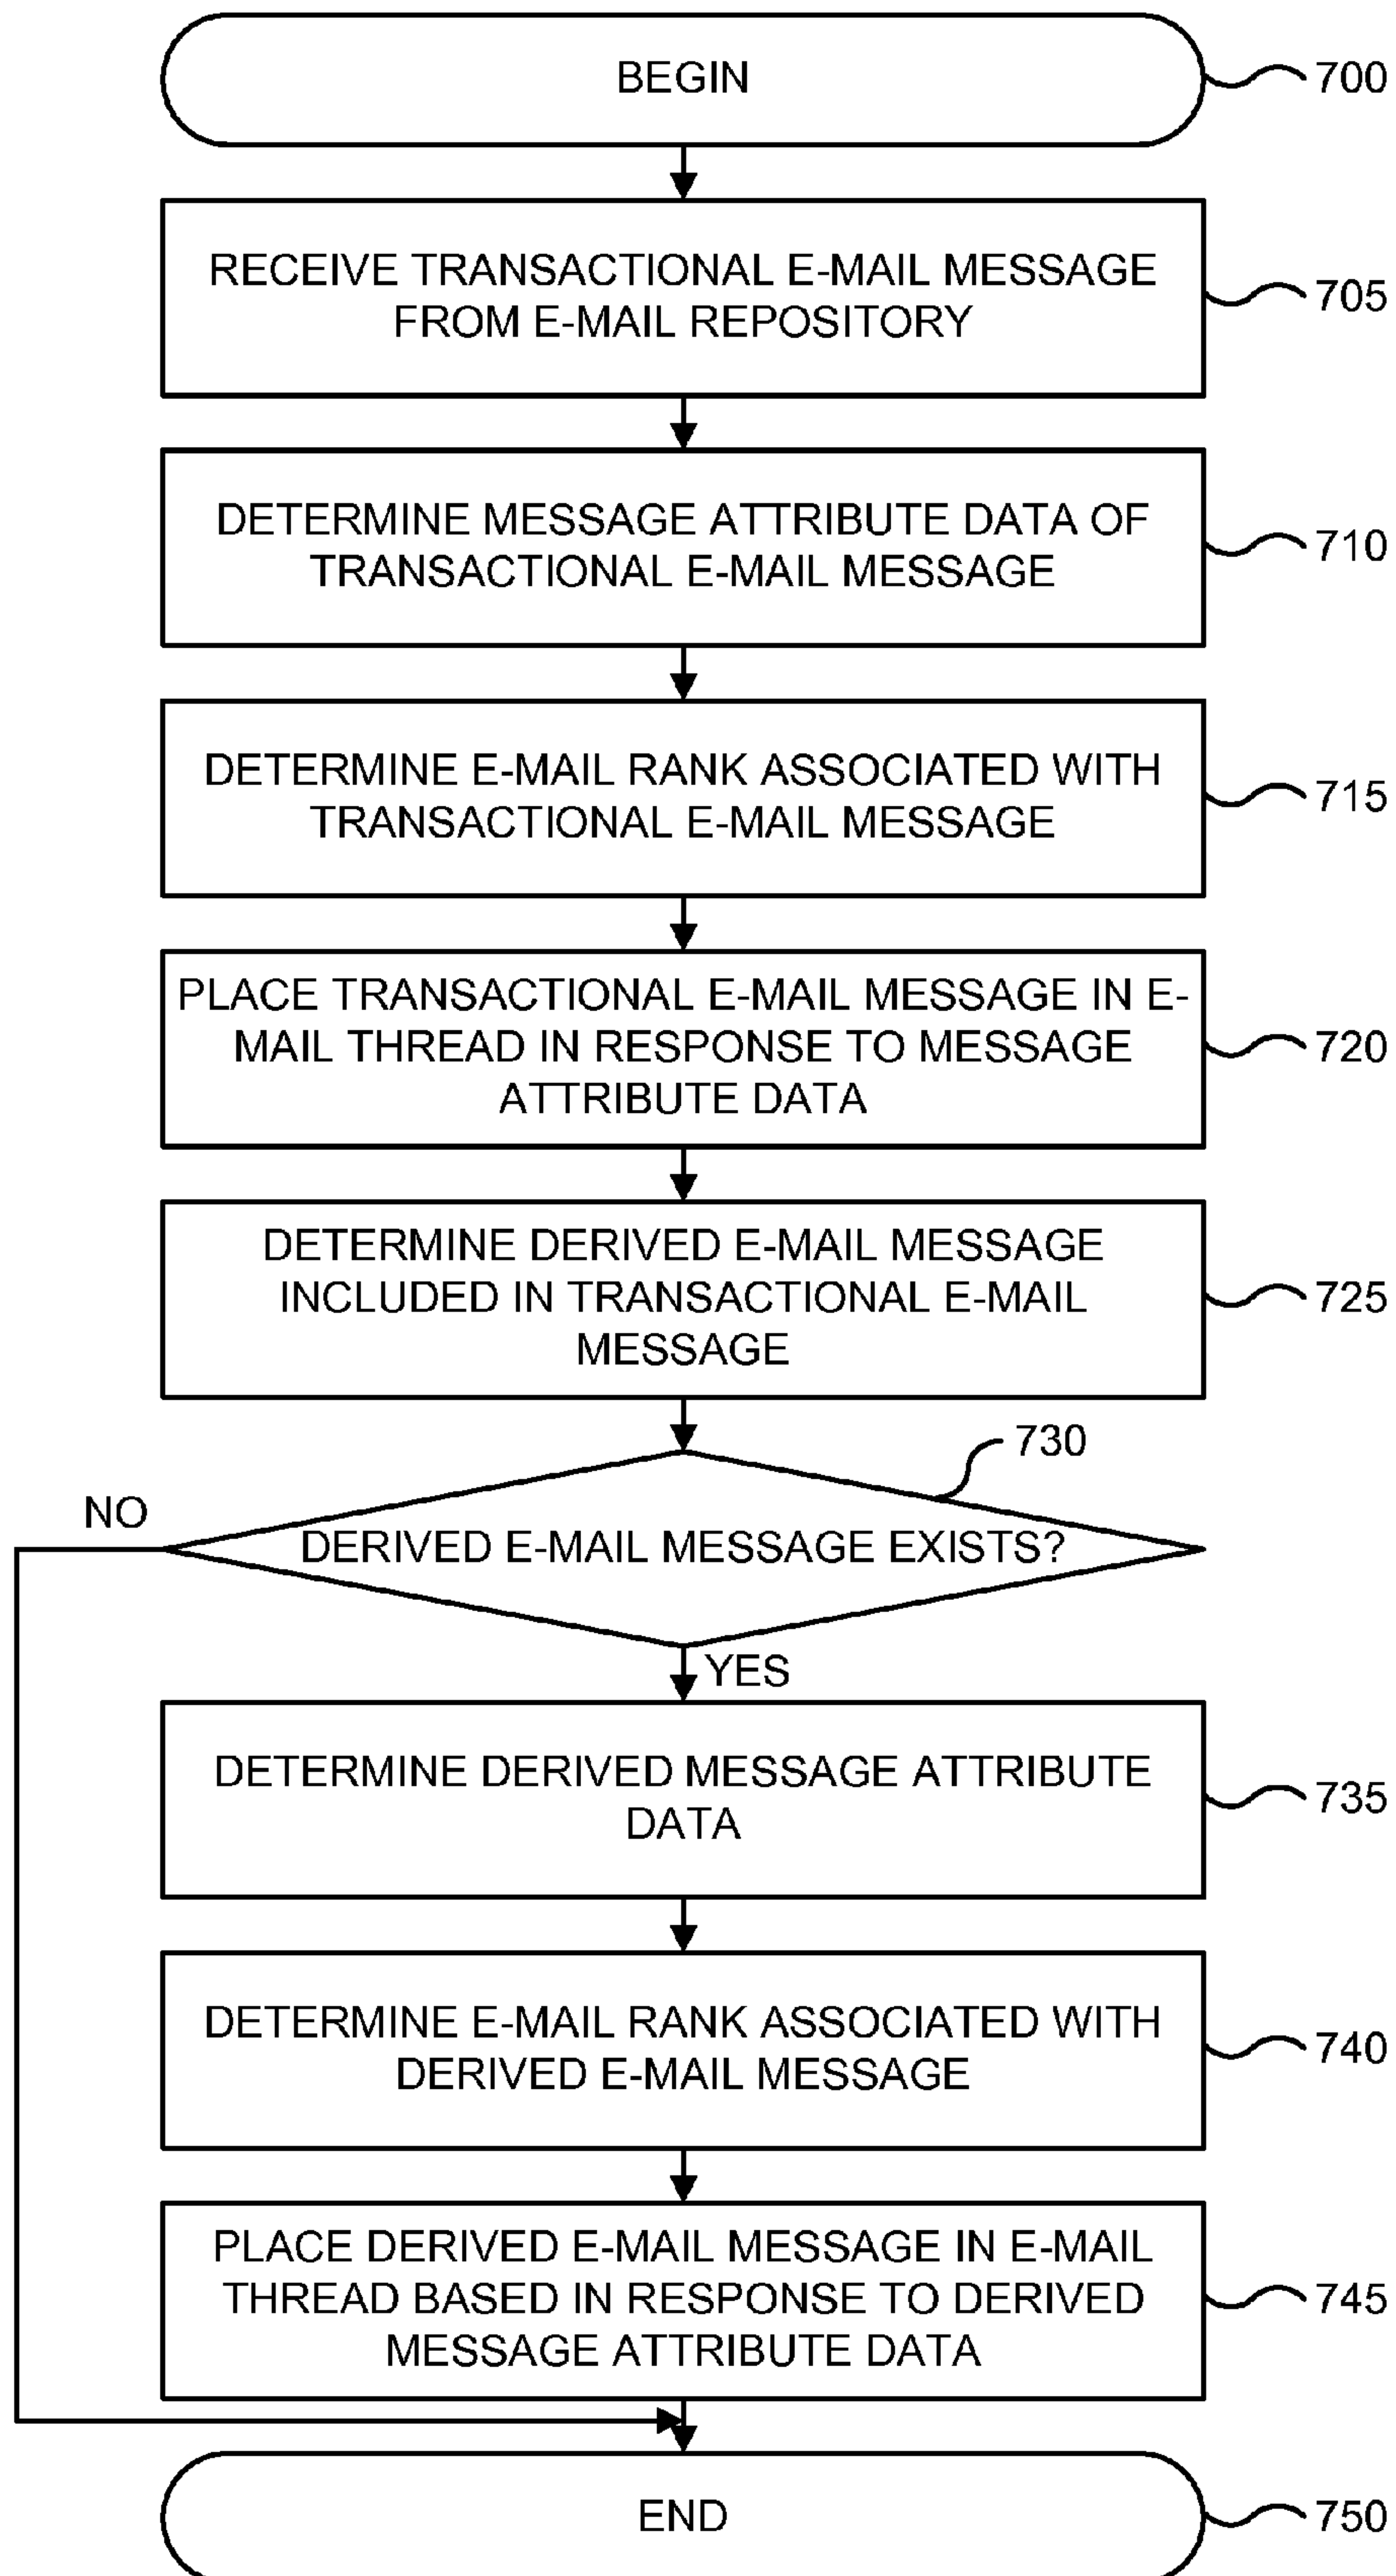 BEGIN
700
RECEIVE TRANSACTIONAL E-MAIL MESSAGE
FROM E-MAIL REPOSITORY
705
DETERMINE MESSAGE ATTRIBUTE DATA OF
TRANSACTIONAL E-MAIL MESSAGE
710
DETERMINE E-MAIL RANK ASSOCIATED WITH
TRANSACTIONAL E-MAIL MESSAGE
715
PLACE TRANSACTIONAL E-MAIL MESSAGE IN E-
MAIL THREAD IN RESPONSE TO MESSAGE
ATTRIBUTE DATA
720
DETERMINE DERIVED E-MAIL MESSAGE
INCLUDED IN TRANSACTIONAL E-MAIL
MESSAGE
725
730
NO
DERIVED E-MAIL MESSAGE EXISTS?
YES
DETERMINE DERIVED MESSAGE ATTRIBUTE
DATA
735
DETERMINE E-MAIL RANK ASSOCIATED WITH
DERIVED E-MAIL MESSAGE
740
PLACE DERIVED E-MAIL MESSAGE IN E-MAIL
THREAD BASED IN RESPONSE TO DERIVED
MESSAGE ATTRIBUTE DATA
745
END
750